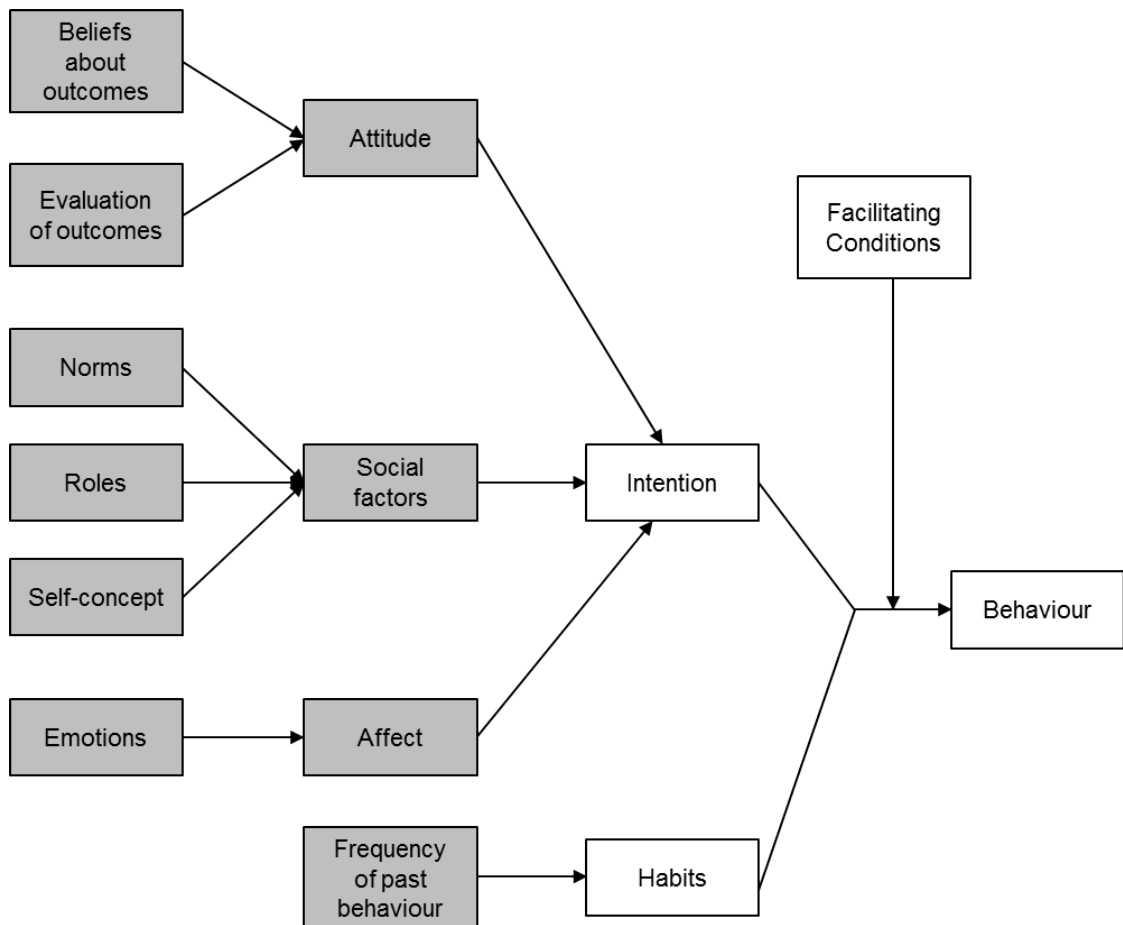 Beliefs
about
outcomes
Attitude
Evaluation
of outcomes
Facilitating
Conditions
Norms
Roles
Social
factors
Intention
Self-concept
Behaviour
Emotions
Affect
Frequency
of past
behaviour
Habits